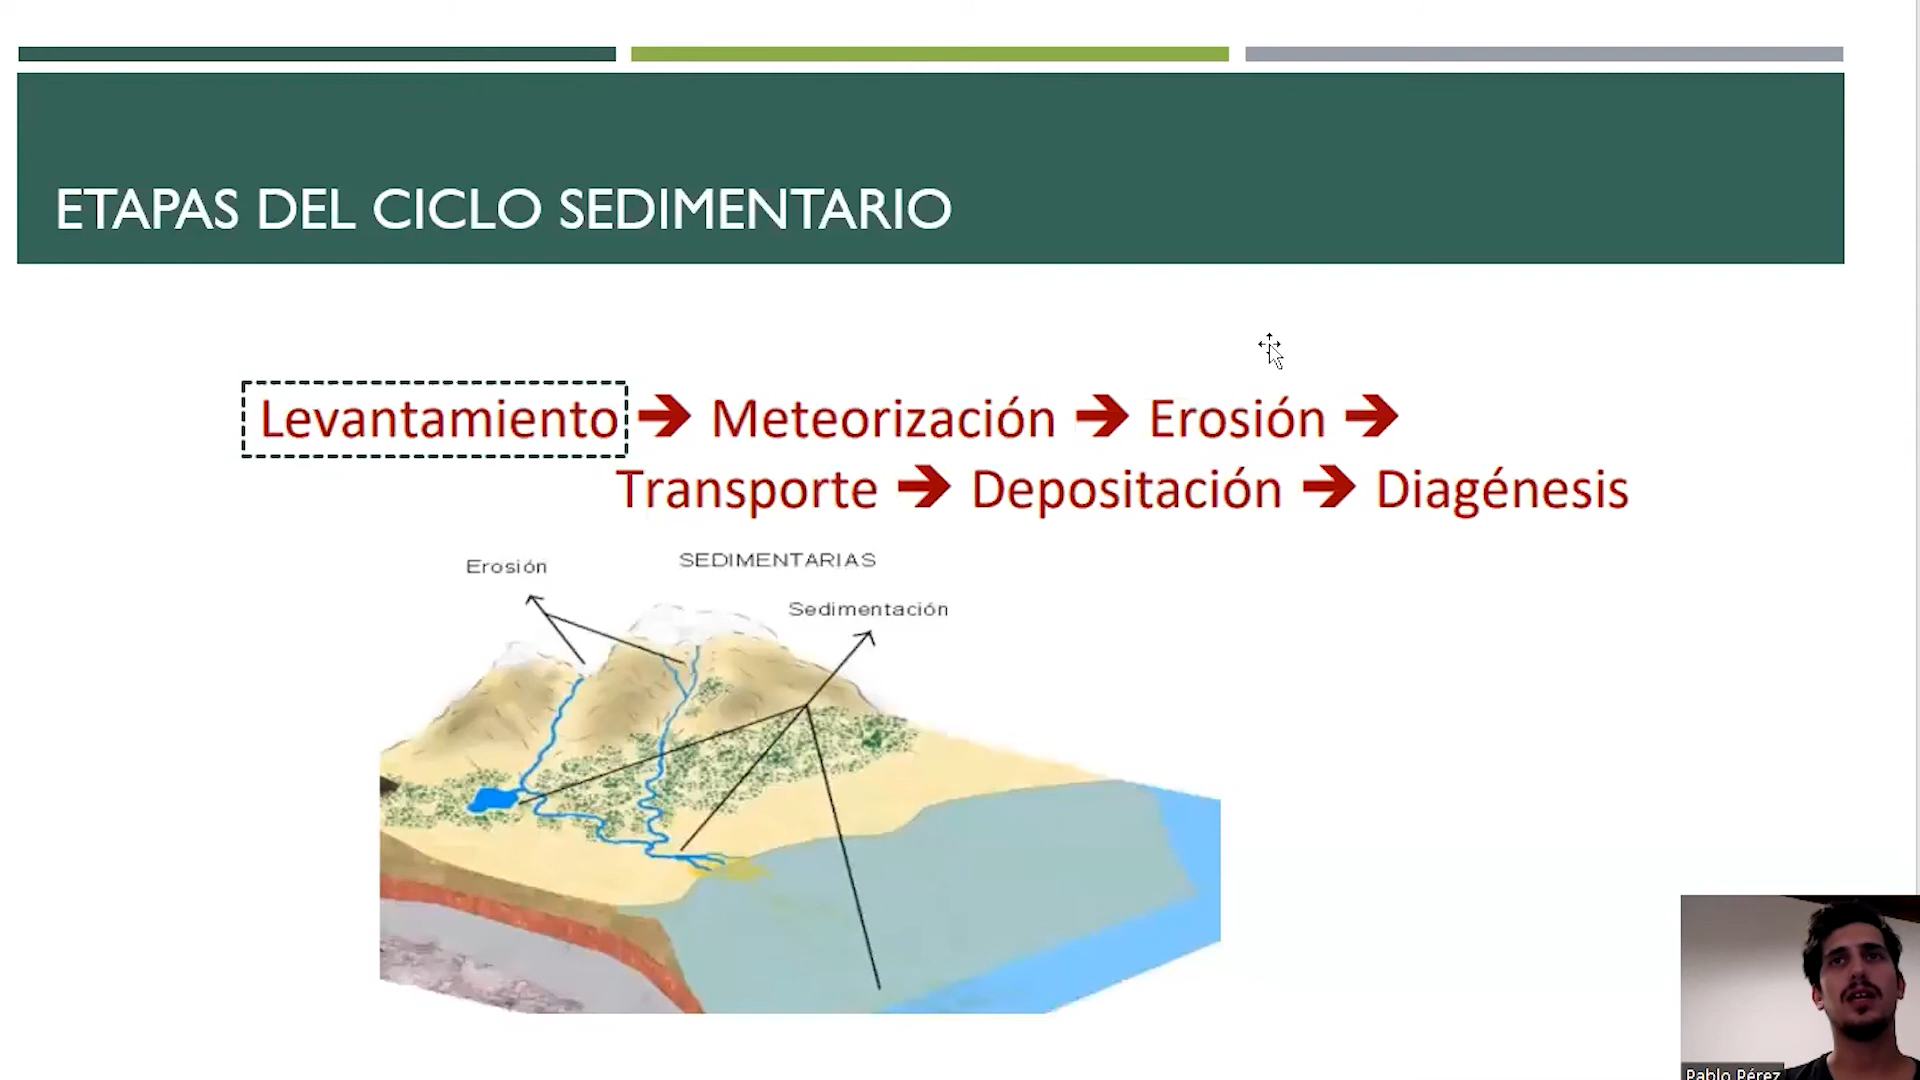 ETAPAS DEL CICLO SEDIMENTARIO
Levantamiento → Meteorización → Erosión →
Transporte → Depositación → Diagénesis
Erosión
SEDIMENTARIAS
Sedimentación
Pablo Pérez